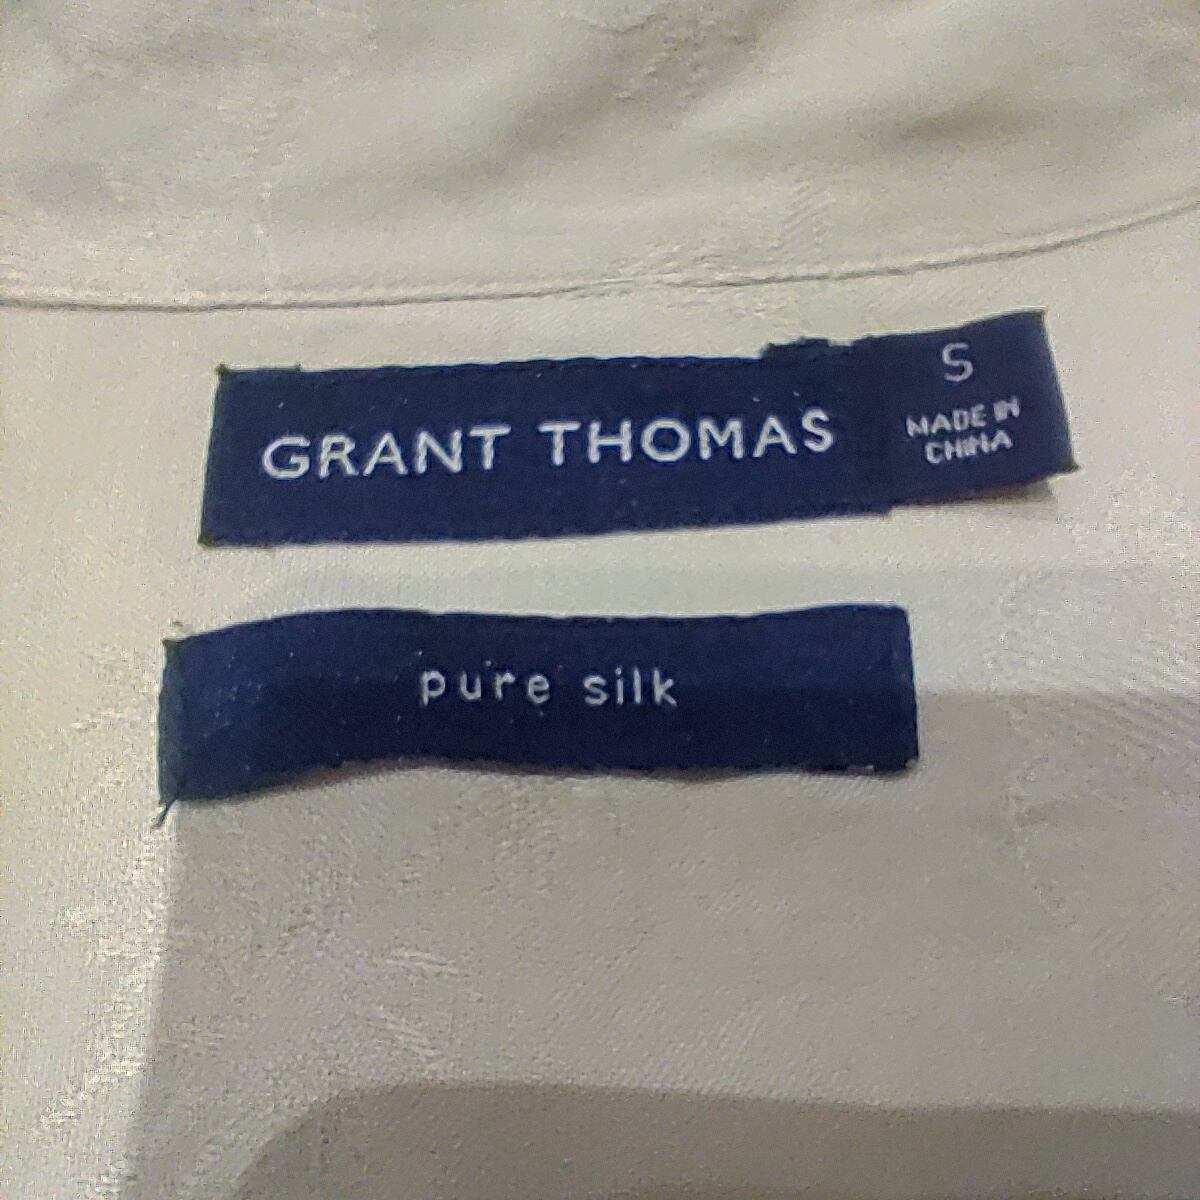 GRANT THOMAS
S
MADE IN
CHINA
pure silk